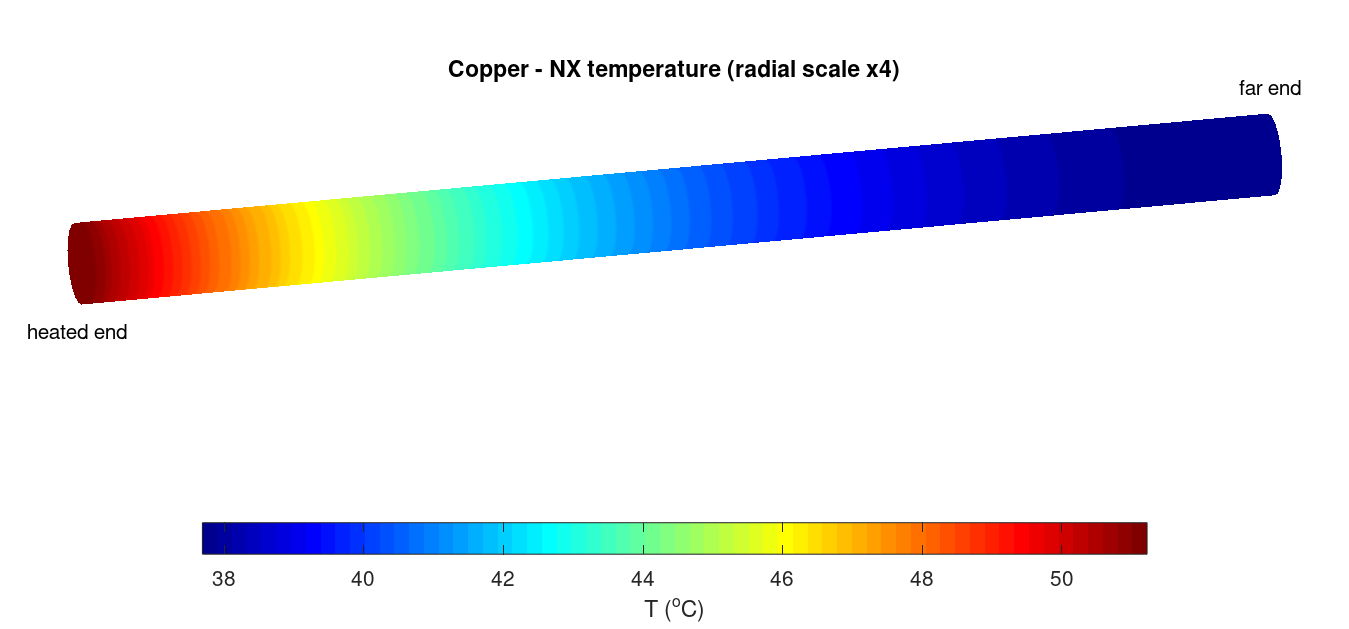 Copper - NX temperature (radial scale x4)
far end
heated end
38 40 42 44 46 48 50
T (°C)